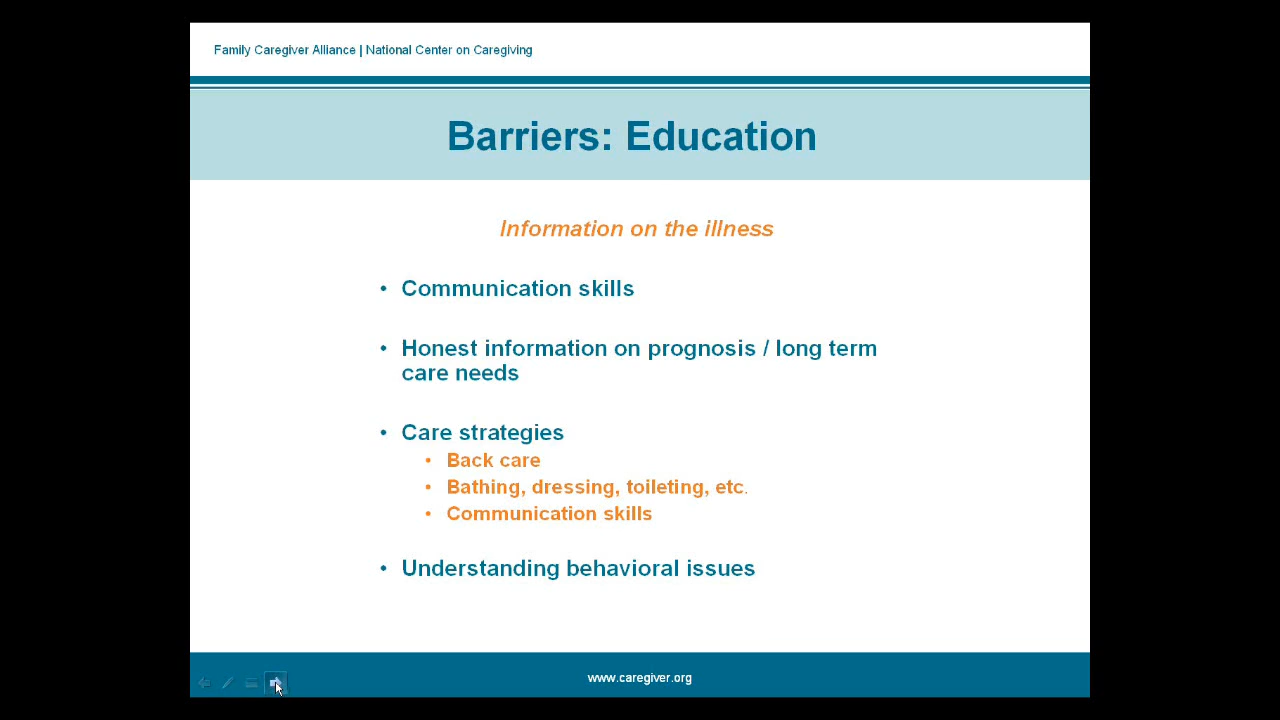 Family Caregiver Alliance | National Center on Caregiving
Barriers: Education
Information on the illness
• Communication skills
• Honest information on prognosis / long term
care needs
• Care strategies
• Back care
• Bathing, dressing, toileting, etc.
• Communication skills
• Understanding behavioral issues
www.caregiver.org